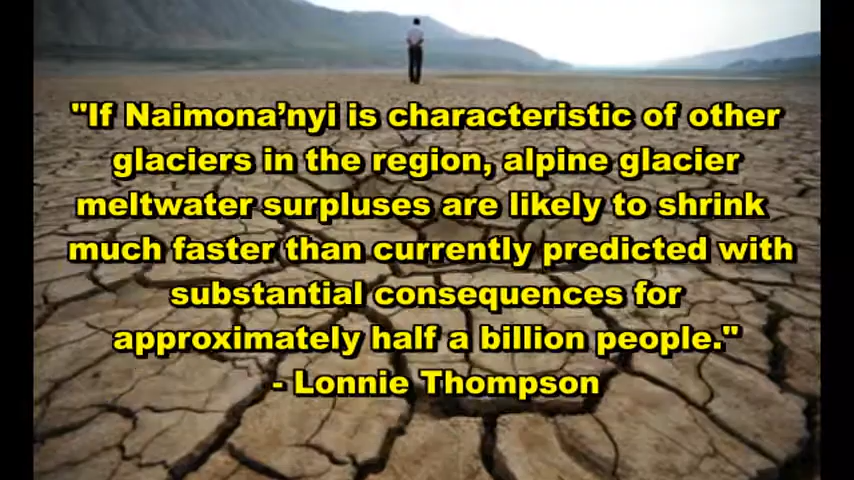 "If Naimona’nyi is characteristic of other
glaciers in the region, alpine glacier
meltwater surpluses are likely to shrink
much faster than currently predicted with
substantial consequences for
approximately half a billion people."
- Lonnie Thompson